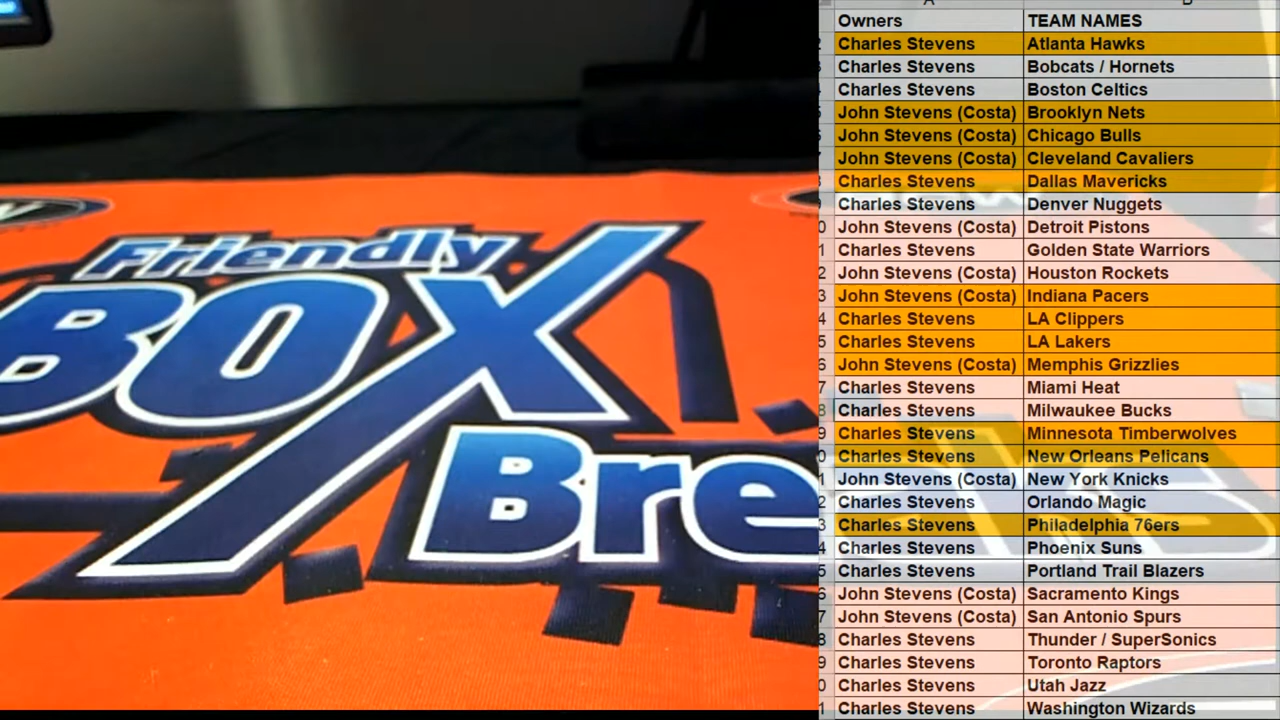 Friendly
BOX
Bre
Owners TEAM NAMES
Charles Stevens Atlanta Hawks
Charles Stevens Bobcats / Hornets
Charles Stevens Boston Celtics
John Stevens (Costa) Brooklyn Nets
John Stevens (Costa) Chicago Bulls
John Stevens (Costa) Cleveland Cavaliers
Charles Stevens Dallas Mavericks
Charles Stevens Denver Nuggets
John Stevens (Costa) Detroit Pistons
Charles Stevens Golden State Warriors
John Stevens (Costa) Houston Rockets
John Stevens (Costa) Indiana Pacers
Charles Stevens LA Clippers
Charles Stevens LA Lakers
John Stevens (Costa) Memphis Grizzlies
Charles Stevens Miami Heat
Charles Stevens Milwaukee Bucks
Charles Stevens Minnesota Timberwolves
Charles Stevens New Orleans Pelicans
John Stevens (Costa) New York Knicks
Charles Stevens Orlando Magic
Charles Stevens Philadelphia 76ers
Charles Stevens Phoenix Suns
Charles Stevens Portland Trail Blazers
John Stevens (Costa) Sacramento Kings
John Stevens (Costa) San Antonio Spurs
Charles Stevens Thunder / SuperSonics
Charles Stevens Toronto Raptors
Charles Stevens Utah Jazz
Charles Stevens Washington Wizards